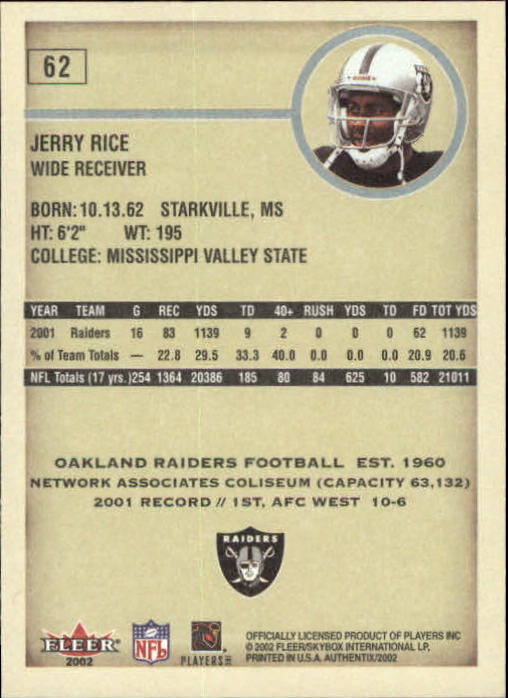 62
JERRY RICE
WIDE RECEIVER
BORN: 10.13.62 STARKVILLE, MS
HT: 6'2" WT: 195
COLLEGE: MISSISSIPPI VALLEY STATE
YEAR TEAM G REC YDS TD 40+ RUSH YDS TD FD TOT YDS
2001 Raiders 16 83 1139 9 2 0 0 0 62 1139
% of Team Totals — 22.8 29.5 33.3 40.0 0.0 0.0 0.0 20.9 20.6
NFL Totals (17 yrs.) 254 1364 20386 185 80 84 625 10 582 21011
OAKLAND RAIDERS FOOTBALL EST. 1960
NETWORK ASSOCIATES COLISEUM (CAPACITY 63,132)
2001 RECORD // 1ST, AFC WEST 10-6
RAIDERS
FLEER
2002
NFL
PLAYERS INC
OFFICIALLY LICENSED PRODUCT OF PLAYERS INC
© 2002 FLEER/SKYBOX INTERNATIONAL LP,
PRINTED IN U.S.A. AUTHENTIX/2002